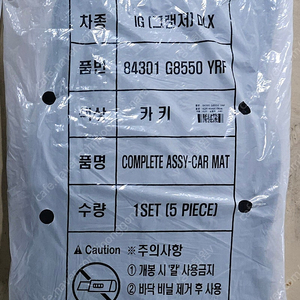 차종 IG (그랜저) DLX
품번 84301 G8550 YRF
색상 카키
품명 COMPLETE ASSY-CAR MAT
수량 1SET (5 PIECE)
⚠ Caution ※ 주의사항
① 개봉 시 '칼' 사용금지
② 바닥 비닐 제거 후 사용